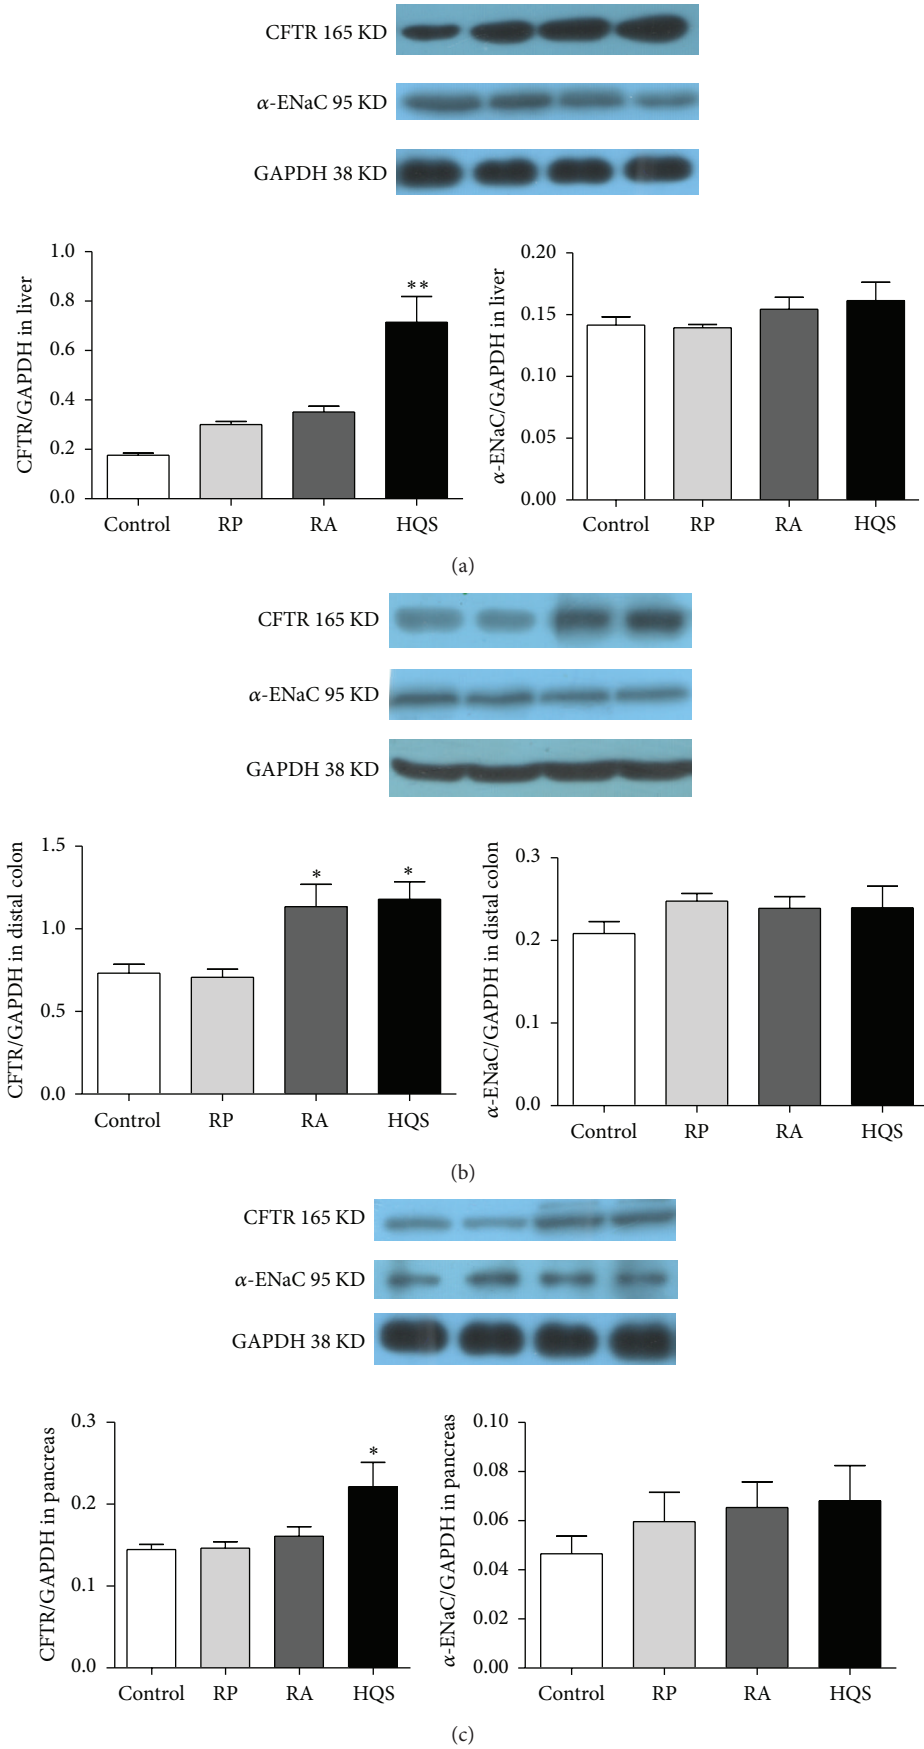 CFTR 165 KD
α-ENaC 95 KD
GAPDH 38 KD
CFTR/GAPDH in liver
1.0
0.8
0.6
0.4
0.2
0.0
**
Control RP RA HQS
α-ENaC/GAPDH in liver
0.20
0.15
0.10
0.05
0.00
Control RP RA HQS
(a)
CFTR 165 KD
α-ENaC 95 KD
GAPDH 38 KD
CFTR/GAPDH in distal colon
1.5
1.0
0.5
0.0
* *
Control RP RA HQS
α-ENaC/GAPDH in distal colon
0.3
0.2
0.1
0.0
Control RP RA HQS
(b)
CFTR 165 KD
α-ENaC 95 KD
GAPDH 38 KD
CFTR/GAPDH in pancreas
0.3
0.2
0.1
0.0
*
Control RP RA HQS
α-ENaC/GAPDH in pancreas
0.10
0.08
0.06
0.04
0.02
0.00
Control RP RA HQS
(c)